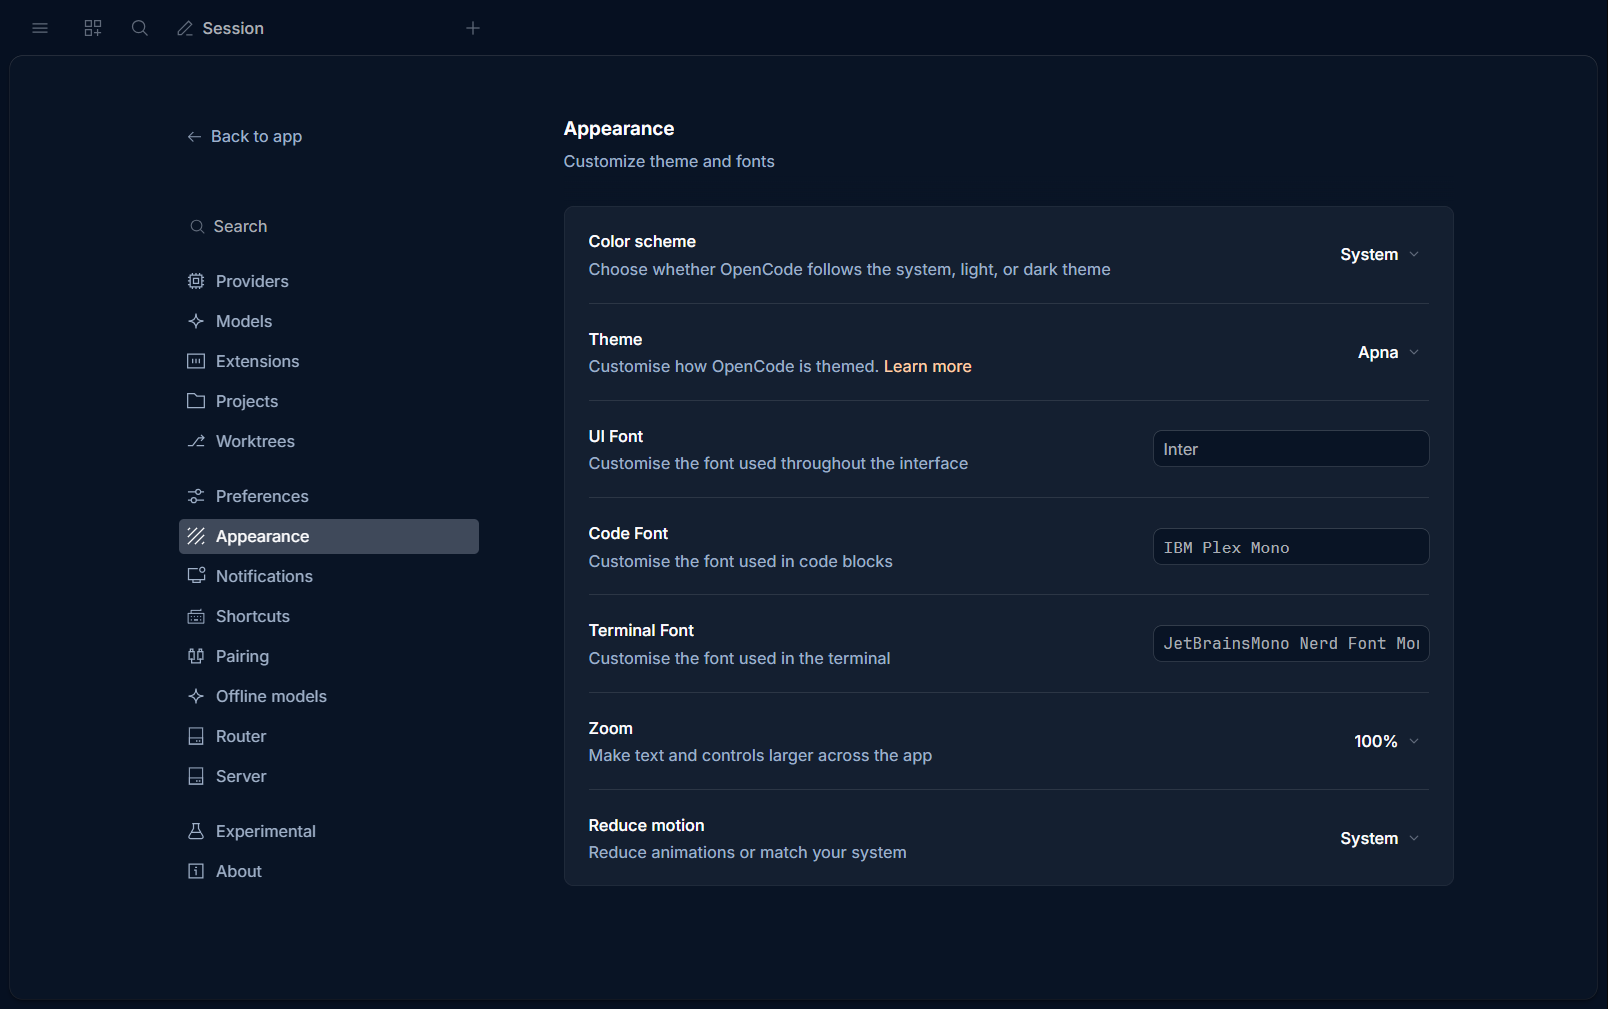 Session
Back to app
Search
Providers
Models
Extensions
Projects
Worktrees
Preferences
Appearance
Notifications
Shortcuts
Pairing
Offline models
Router
Server
Experimental
About
Appearance
Customize theme and fonts
Color scheme
Choose whether OpenCode follows the system, light, or dark theme
System
Theme
Customise how OpenCode is themed. Learn more
Apna
UI Font
Customise the font used throughout the interface
Inter
Code Font
Customise the font used in code blocks
IBM Plex Mono
Terminal Font
Customise the font used in the terminal
JetBrainsMono Nerd Font
Zoom
Make text and controls larger across the app
100%
Reduce motion
Reduce animations or match your system
System